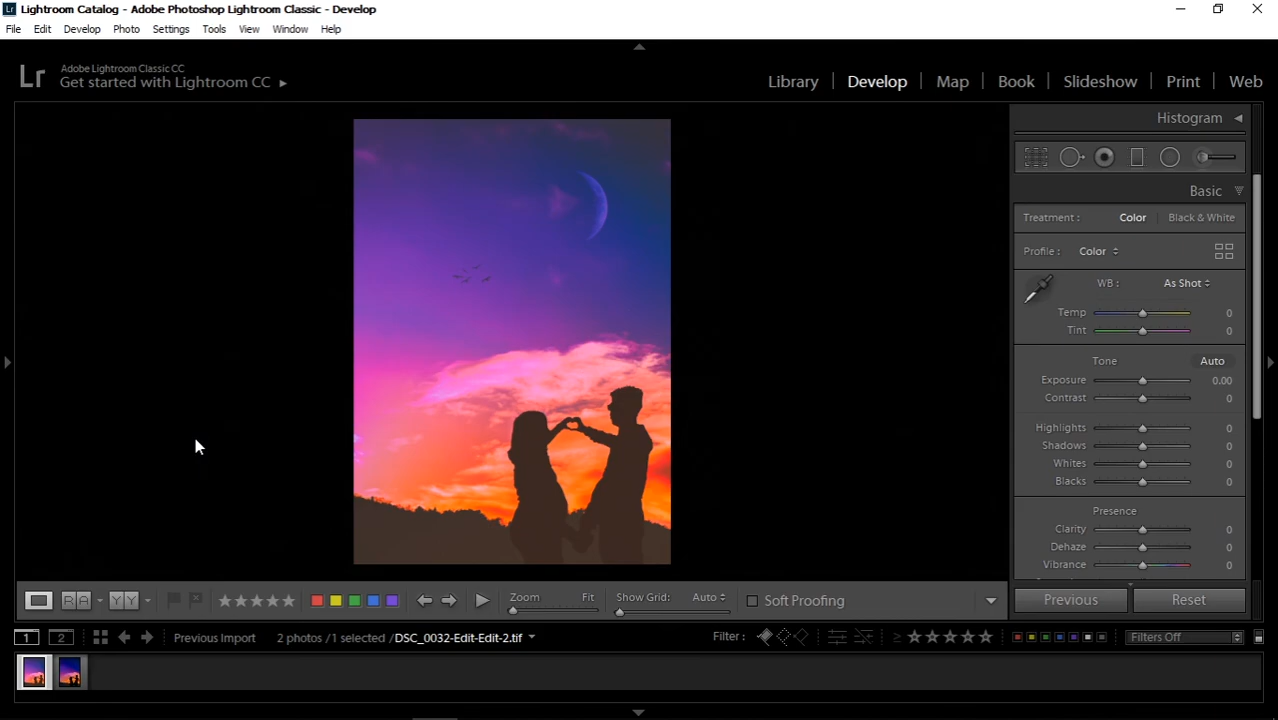 Lightroom Catalog - Adobe Photoshop Lightroom Classic - Develop
File Edit Develop Photo Settings Tools View Window Help
Lr Adobe Lightroom Classic CC
Get started with Lightroom CC
Library Develop Map Book Slideshow Print Web
Histogram
Basic
Treatment : Color Black & White
Profile : Color
WB : As Shot
Temp 0
Tint 0
Tone Auto
Exposure 0.00
Contrast 0
Highlights 0
Shadows 0
Whites 0
Blacks 0
Presence
Clarity 0
Dehaze 0
Vibrance 0
R A Y Y Zoom Fit Show Grid: Auto Soft Proofing Previous Reset
1 2 Previous Import 2 photos / 1 selected / DSC_0032-Edit-Edit-2.tif Filter : ≥ Filters Off